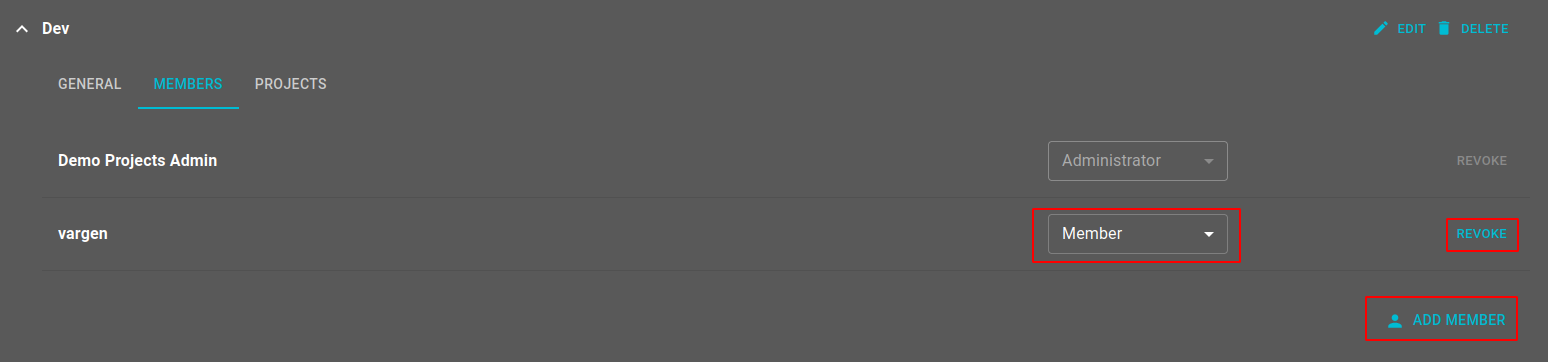 Dev EDIT DELETE
GENERAL MEMBERS PROJECTS
Demo Projects Admin Administrator REVOKE
vargen Member REVOKE
ADD MEMBER